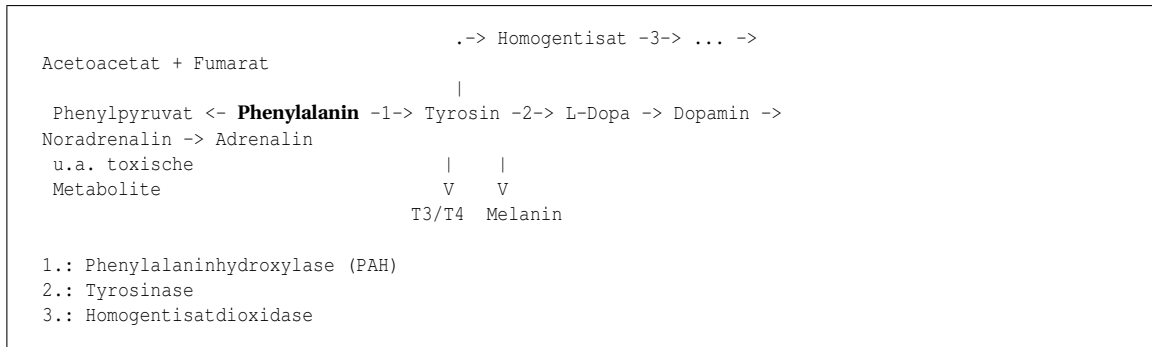 .-> Homogentisat -3-> ... ->
Acetoacetat + Fumarat
|
Phenylpyruvat <- Phenylalanin -1-> Tyrosin -2-> L-Dopa -> Dopamin ->
Noradrenalin -> Adrenalin
u.a. toxische | |
Metabolite V V
T3/T4 Melanin
1.: Phenylalaninhydroxylase (PAH)
2.: Tyrosinase
3.: Homogentisatdioxidase